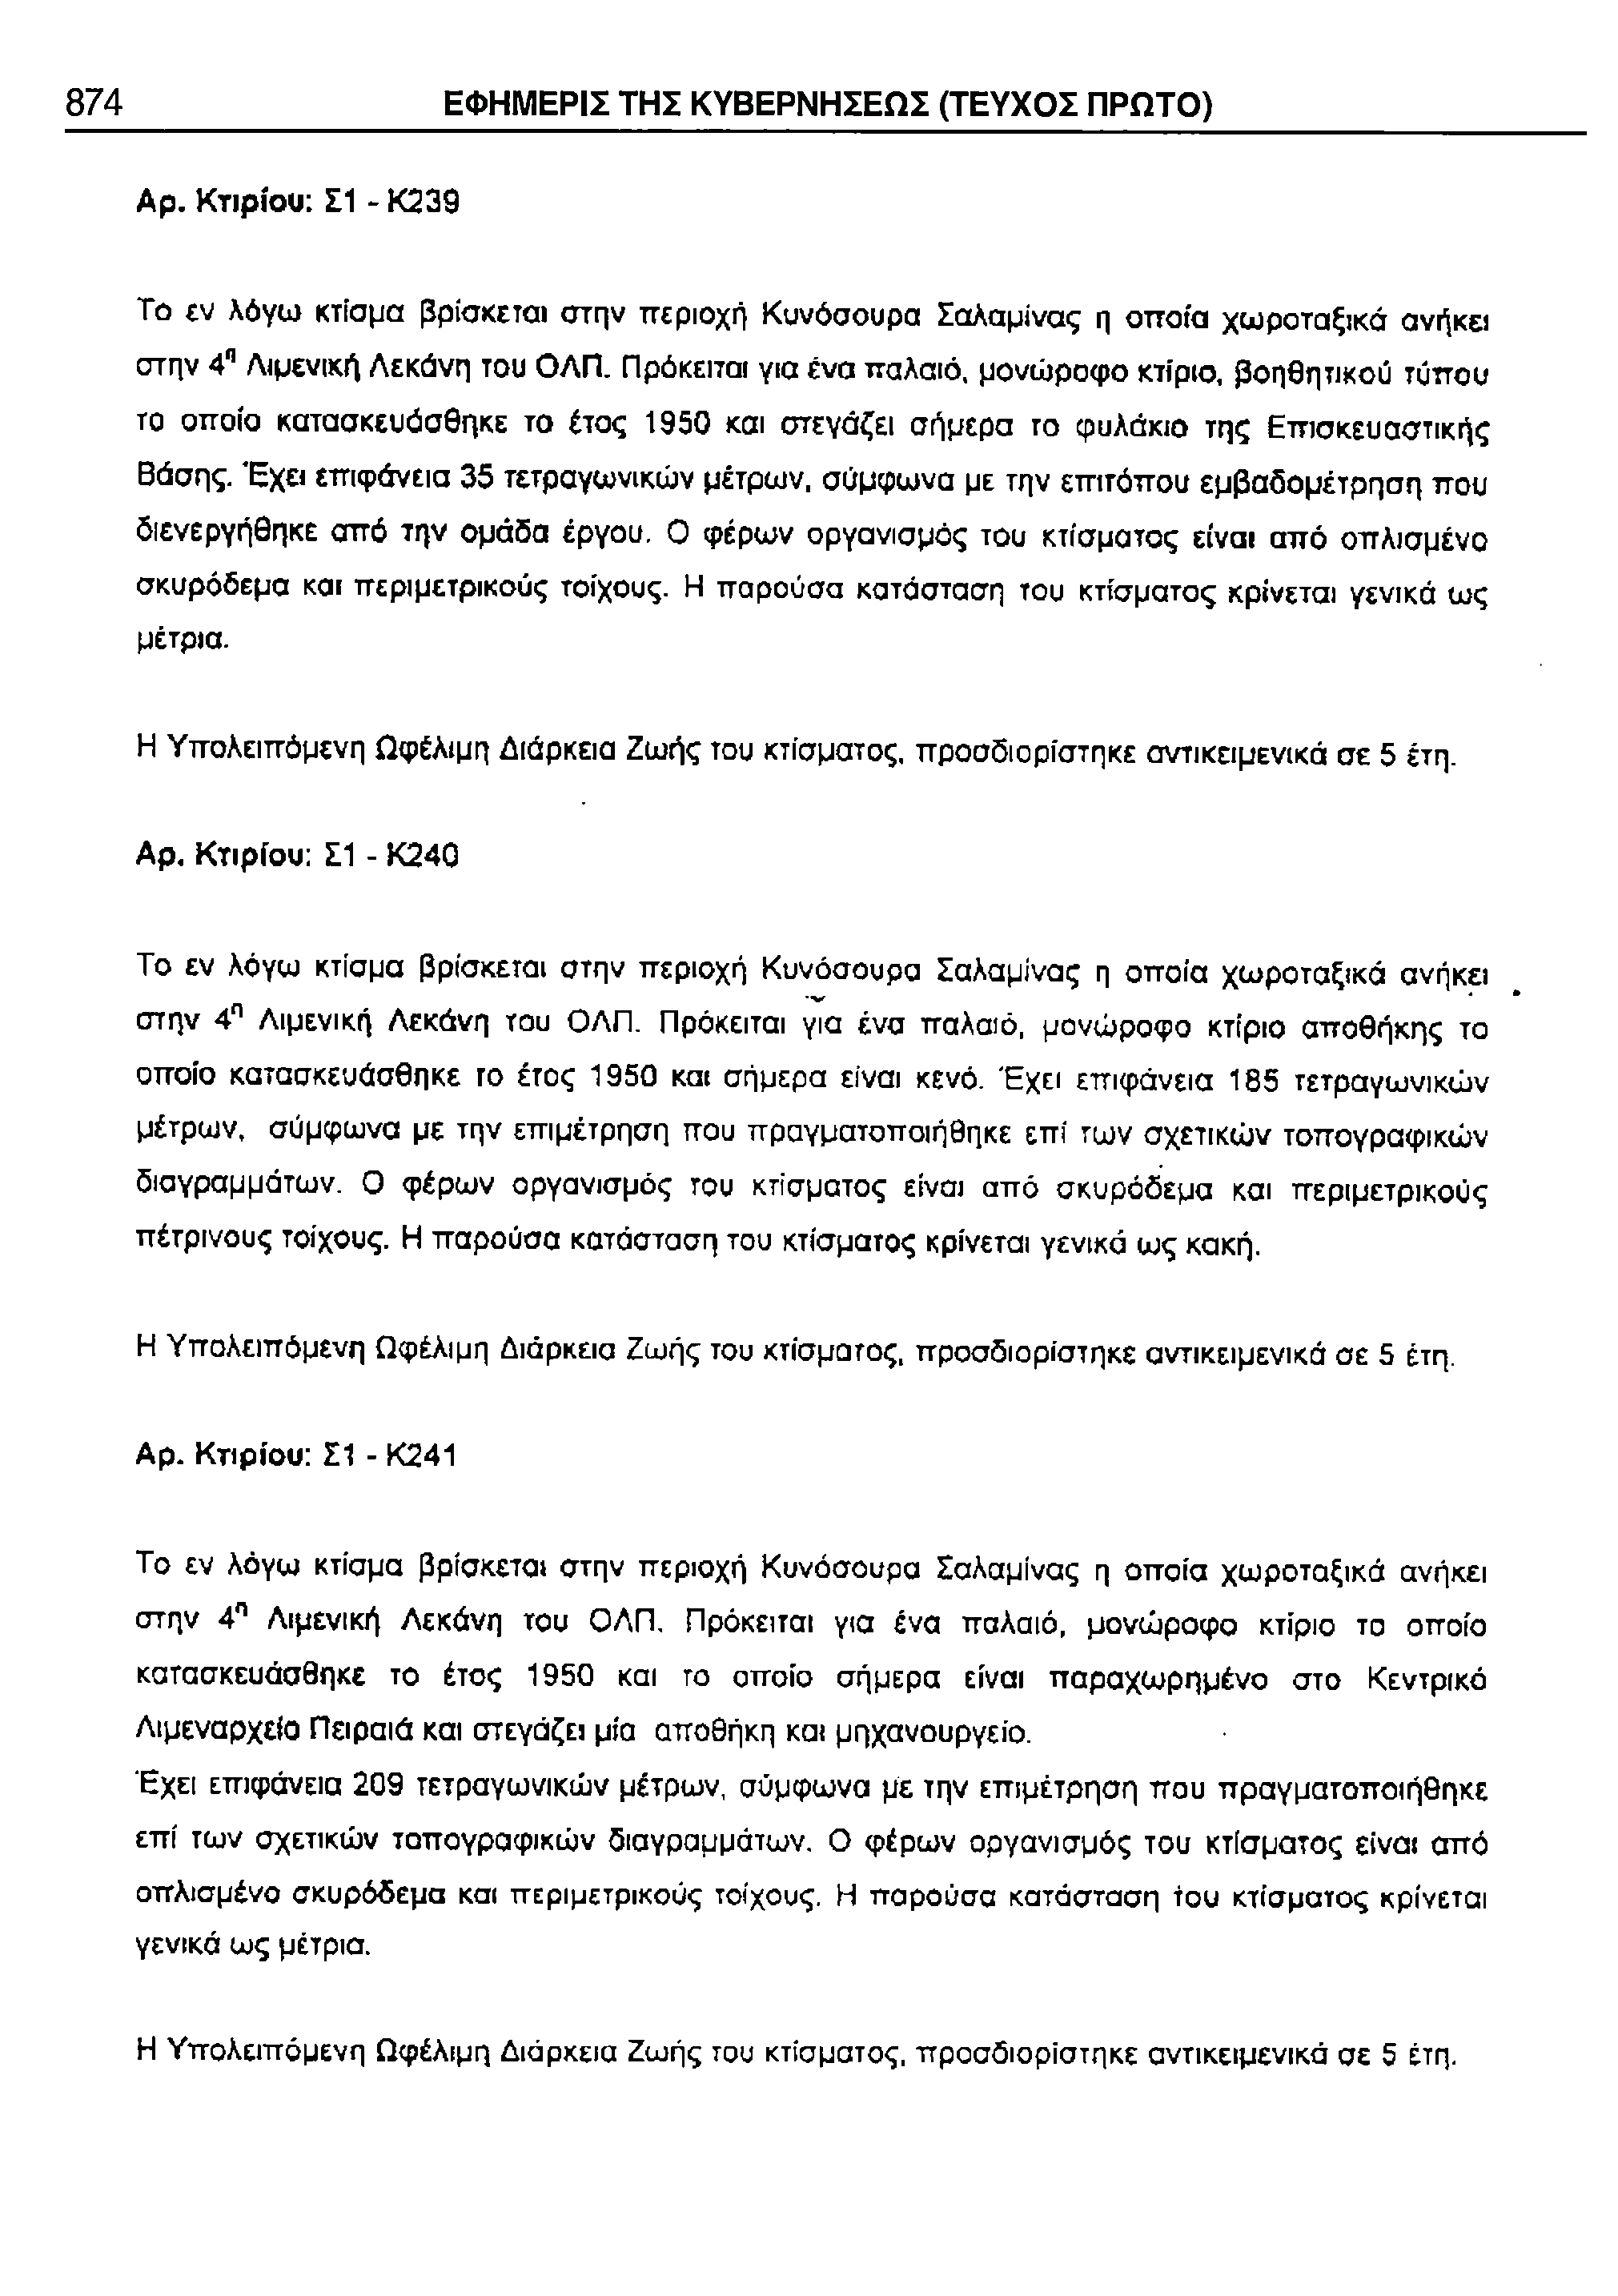 874
ΕΦΗΜΕΡΙΣ ΤΗΣ ΚΥΒΕΡΝΗΣΕΩΣ (ΤΕΥΧΟΣ ΠΡΩΤΟ)
Αρ. Κτιρίου: Σ1 - Κ239
Το εν λόγω κτίσμα βρίσκεται στην περιοχή Κυνόσουρα Σαλαμίνας η οποία χωροταξικά ανήκει
στην 4η Λιμενική Λεκάνη του ΟΛΠ. Πρόκειται για ένα παλαιό, μονώροφο κτίριο, βοηθητικού τύπου
το οποίο κατασκευάσθηκε το έτος 1950 και στεγάζει σήμερα το φυλάκιο της Επισκευαστικής
Βάσης. Έχει επιφάνεια 35 τετραγωνικών μέτρων, σύμφωνα με την επιτόπου εμβαδομέτρηση που
διενεργήθηκε από την ομάδα έργου. Ο φέρων οργανισμός του κτίσματος είναι από οπλισμένο
σκυρόδεμα και περιμετρικούς τοίχους. Η παρούσα κατάσταση του κτίσματος κρίνεται γενικά ως
μέτρια.
Η Υπολειπόμενη Ωφέλιμη Διάρκεια Ζωής του κτίσματος, προσδιορίστηκε αντικειμενικά σε 5 έτη.
Αρ. Κτιρίου: Σ1 - Κ240
Το εν λόγω κτίσμα βρίσκεται στην περιοχή Κυνόσουρα Σαλαμίνας η οποία χωροταξικά ανήκει
στην 4η Λιμενική Λεκάνη του ΟΛΠ. Πρόκειται για ένα παλαιό, μονώροφο κτίριο αποθήκης το
οποίο κατασκευάσθηκε το έτος 1950 και σήμερα είναι κενό. Έχει επιφάνεια 185 τετραγωνικών
μέτρων, σύμφωνα με την επιμέτρηση που πραγματοποιήθηκε επί των σχετικών τοπογραφικών
διαγραμμάτων. Ο φέρων οργανισμός του κτίσματος είναι από σκυρόδεμα και περιμετρικούς
πέτρινους τοίχους. Η παρούσα κατάσταση του κτίσματος κρίνεται γενικά ως κακή.
Η Υπολειπόμενη Ωφέλιμη Διάρκεια Ζωής του κτίσματος, προσδιορίστηκε αντικειμενικά σε 5 έτη.
Αρ. Κτιρίου: Σ1 - Κ241
Το εν λόγω κτίσμα βρίσκεται στην περιοχή Κυνόσουρα Σαλαμίνας η οποία χωροταξικά ανήκει
στην 4η Λιμενική Λεκάνη του ΟΛΠ. Πρόκειται για ένα παλαιό, μονώροφο κτίριο το οποίο
κατασκευάσθηκε το έτος 1950 και το οποίο σήμερα είναι παραχωρημένο στο Κεντρικό
Λιμεναρχείο Πειραιά και στεγάζει μία αποθήκη και μηχανουργείο.
Έχει επιφάνεια 209 τετραγωνικών μέτρων, σύμφωνα με την επιμέτρηση που πραγματοποιήθηκε
επί των σχετικών τοπογραφικών διαγραμμάτων. Ο φέρων οργανισμός του κτίσματος είναι από
οπλισμένο σκυρόδεμα και περιμετρικούς τοίχους. Η παρούσα κατάσταση του κτίσματος κρίνεται
γενικά ως μέτρια.
Η Υπολειπόμενη Ωφέλιμη Διάρκεια Ζωής του κτίσματος, προσδιορίστηκε αντικειμενικά σε 5 έτη.